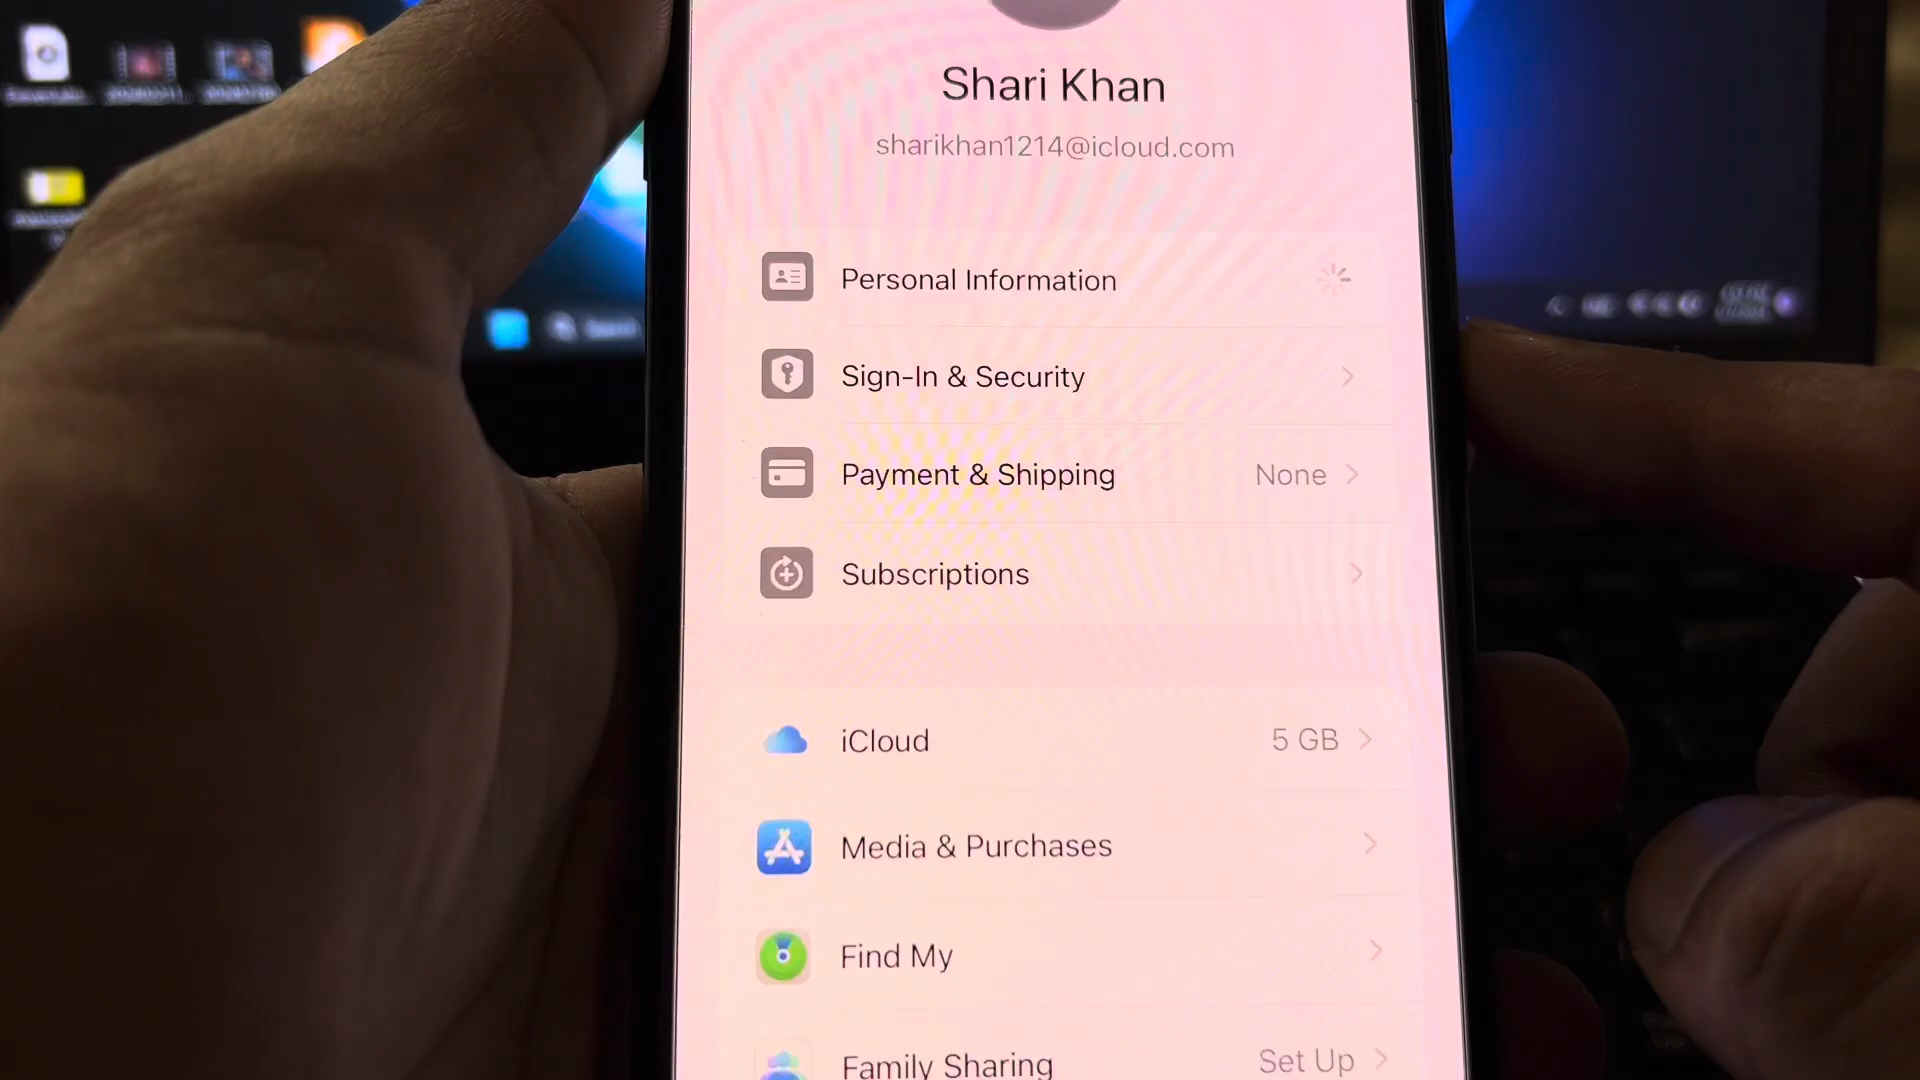 Shari Khan
sharikhan1214@icloud.com
Personal Information
Sign-In & Security
Payment & Shipping None
Subscriptions
iCloud 5 GB
Media & Purchases
Find My
Family Sharing Set Up
Search